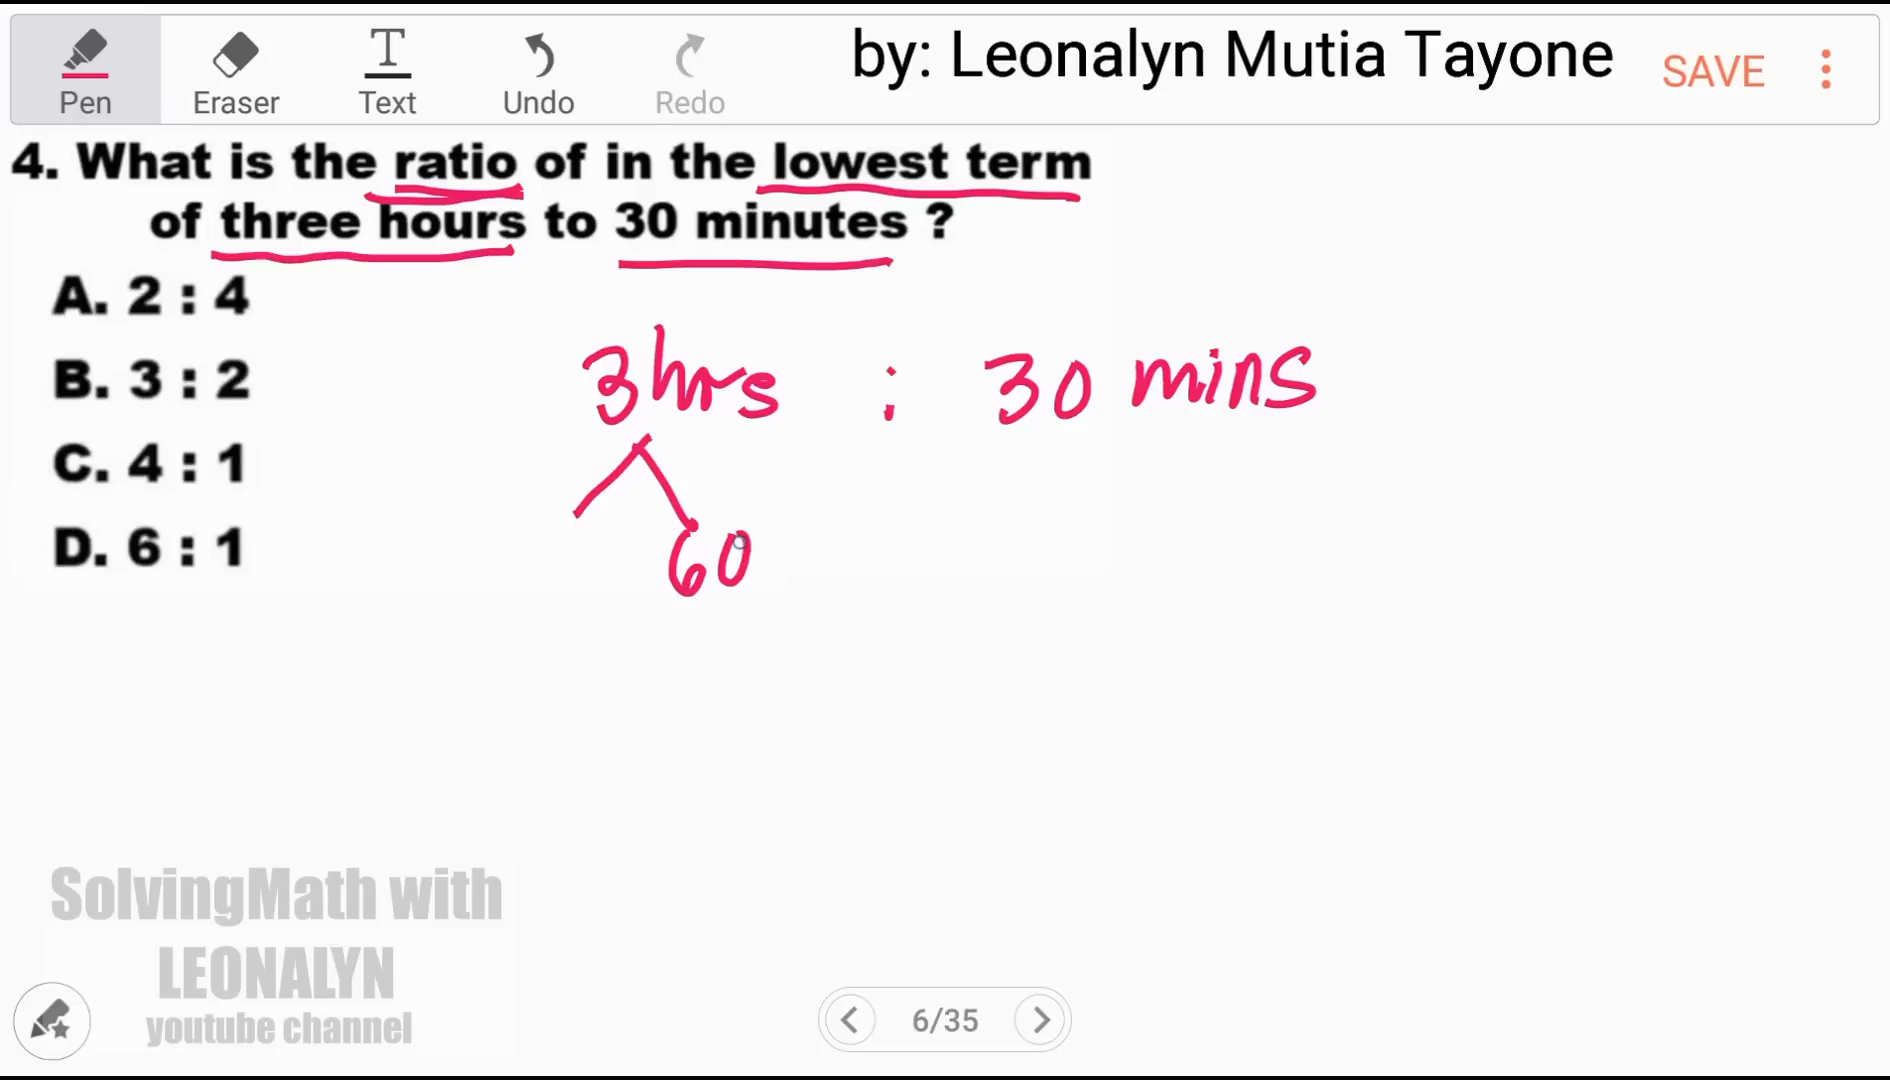 Pen
Eraser
Text
Undo
Redo
by: Leonalyn Mutia Tayone
SAVE
4. What is the ratio of in the lowest term
of three hours to 30 minutes ?
A. 2 : 4
B. 3 : 2
C. 4 : 1
D. 6 : 1
3 hrs : 30 mins
60
SolvingMath with
LEONALYN
youtube channel
6/35